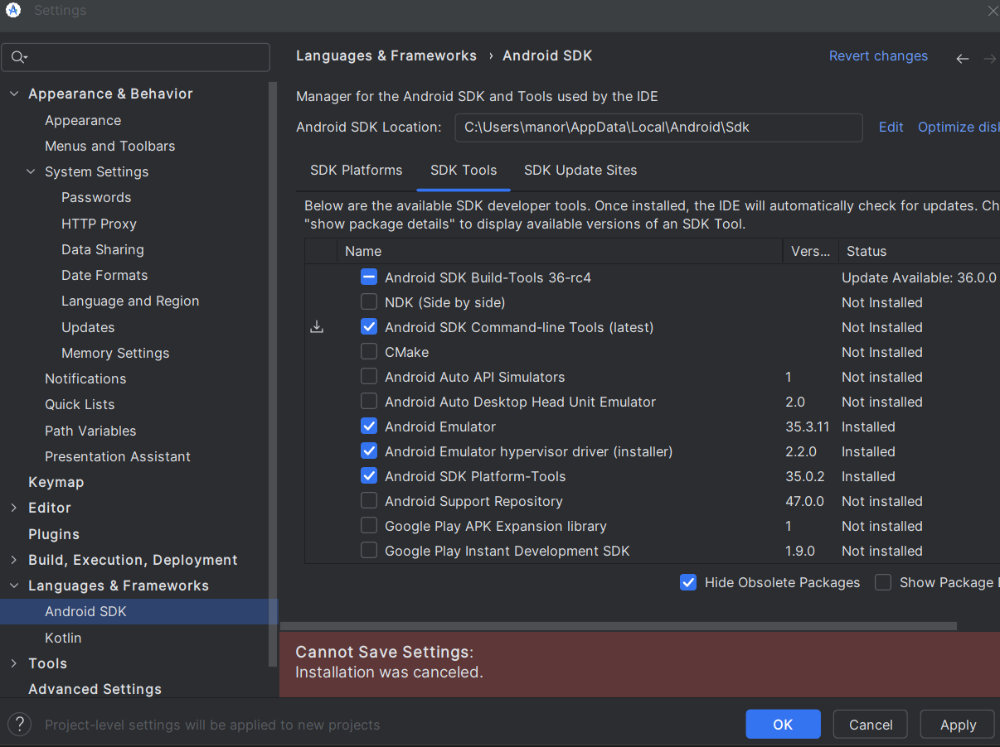 Settings
Appearance & Behavior
Appearance
Menus and Toolbars
System Settings
Passwords
HTTP Proxy
Data Sharing
Date Formats
Language and Region
Updates
Memory Settings
Notifications
Quick Lists
Path Variables
Presentation Assistant
Keymap
Editor
Plugins
Build, Execution, Deployment
Languages & Frameworks
Android SDK
Kotlin
Tools
Advanced Settings
Languages & Frameworks › Android SDK
Revert changes
Manager for the Android SDK and Tools used by the IDE
Android SDK Location: C:\Users\manor\AppData\Local\Android\Sdk Edit Optimize disk
SDK Platforms SDK Tools SDK Update Sites
Below are the available SDK developer tools. Once installed, the IDE will automatically check for updates. Ch
"show package details" to display available versions of an SDK Tool.
Name Vers... Status
Android SDK Build-Tools 36-rc4 Update Available: 36.0.0
NDK (Side by side) Not Installed
Android SDK Command-line Tools (latest) Not Installed
CMake Not Installed
Android Auto API Simulators 1 Not installed
Android Auto Desktop Head Unit Emulator 2.0 Not installed
Android Emulator 35.3.11 Installed
Android Emulator hypervisor driver (installer) 2.2.0 Installed
Android SDK Platform-Tools 35.0.2 Installed
Android Support Repository 47.0.0 Not installed
Google Play APK Expansion library 1 Not installed
Google Play Instant Development SDK 1.9.0 Not installed
Hide Obsolete Packages Show Package
Cannot Save Settings:
Installation was canceled.
? Project-level settings will be applied to new projects
OK Cancel Apply